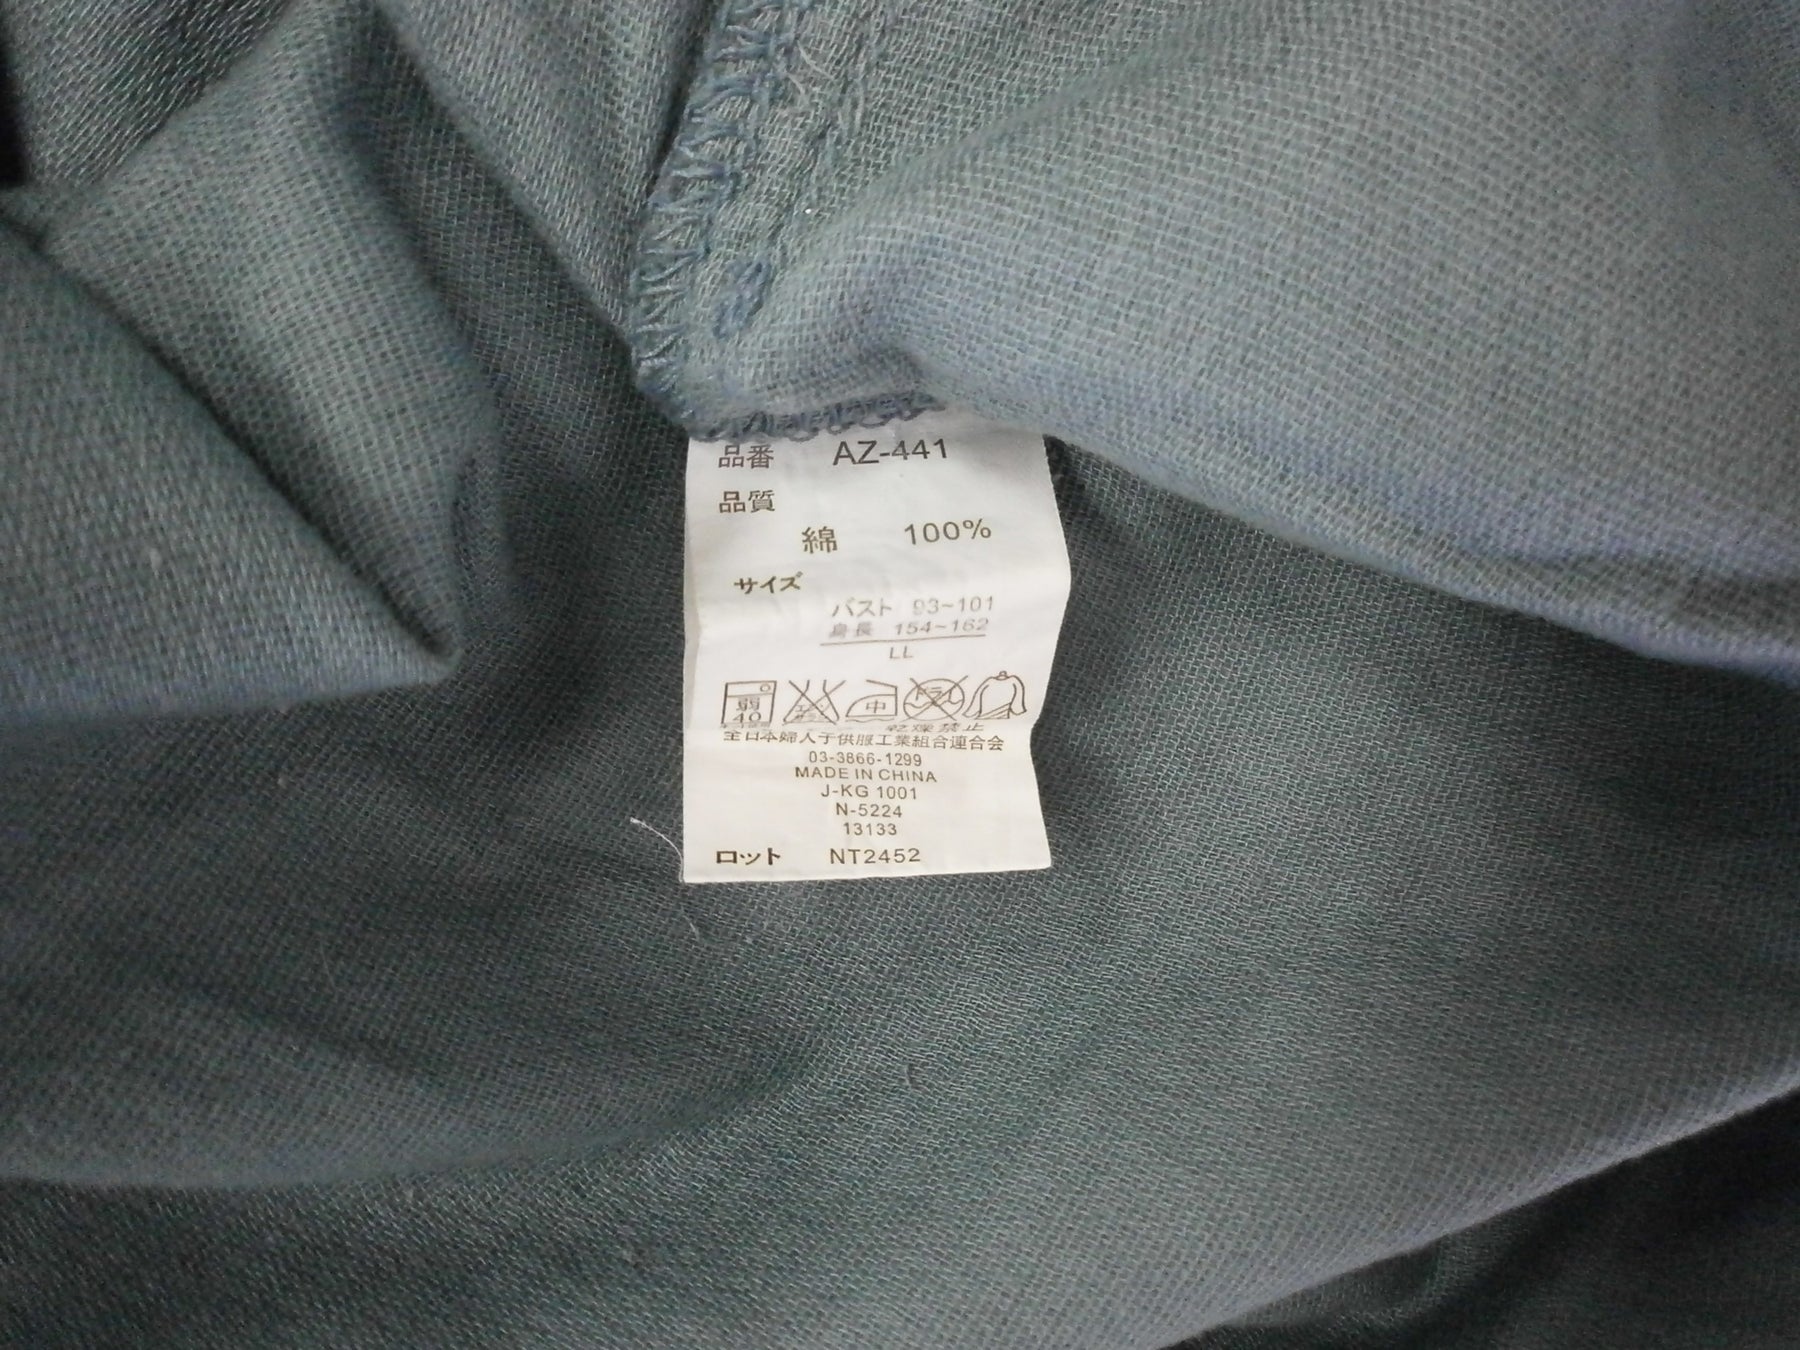 品番 AZ-441
品質
綿 100%
サイズ
バスト 93~101
身長 154~162
LL
弱 40 中 ドライ
乾燥禁止
全日本婦人子供服工業組合連合会
03-3866-1299
MADE IN CHINA
J-KG 1001
N-5224
13133
ロット NT2452